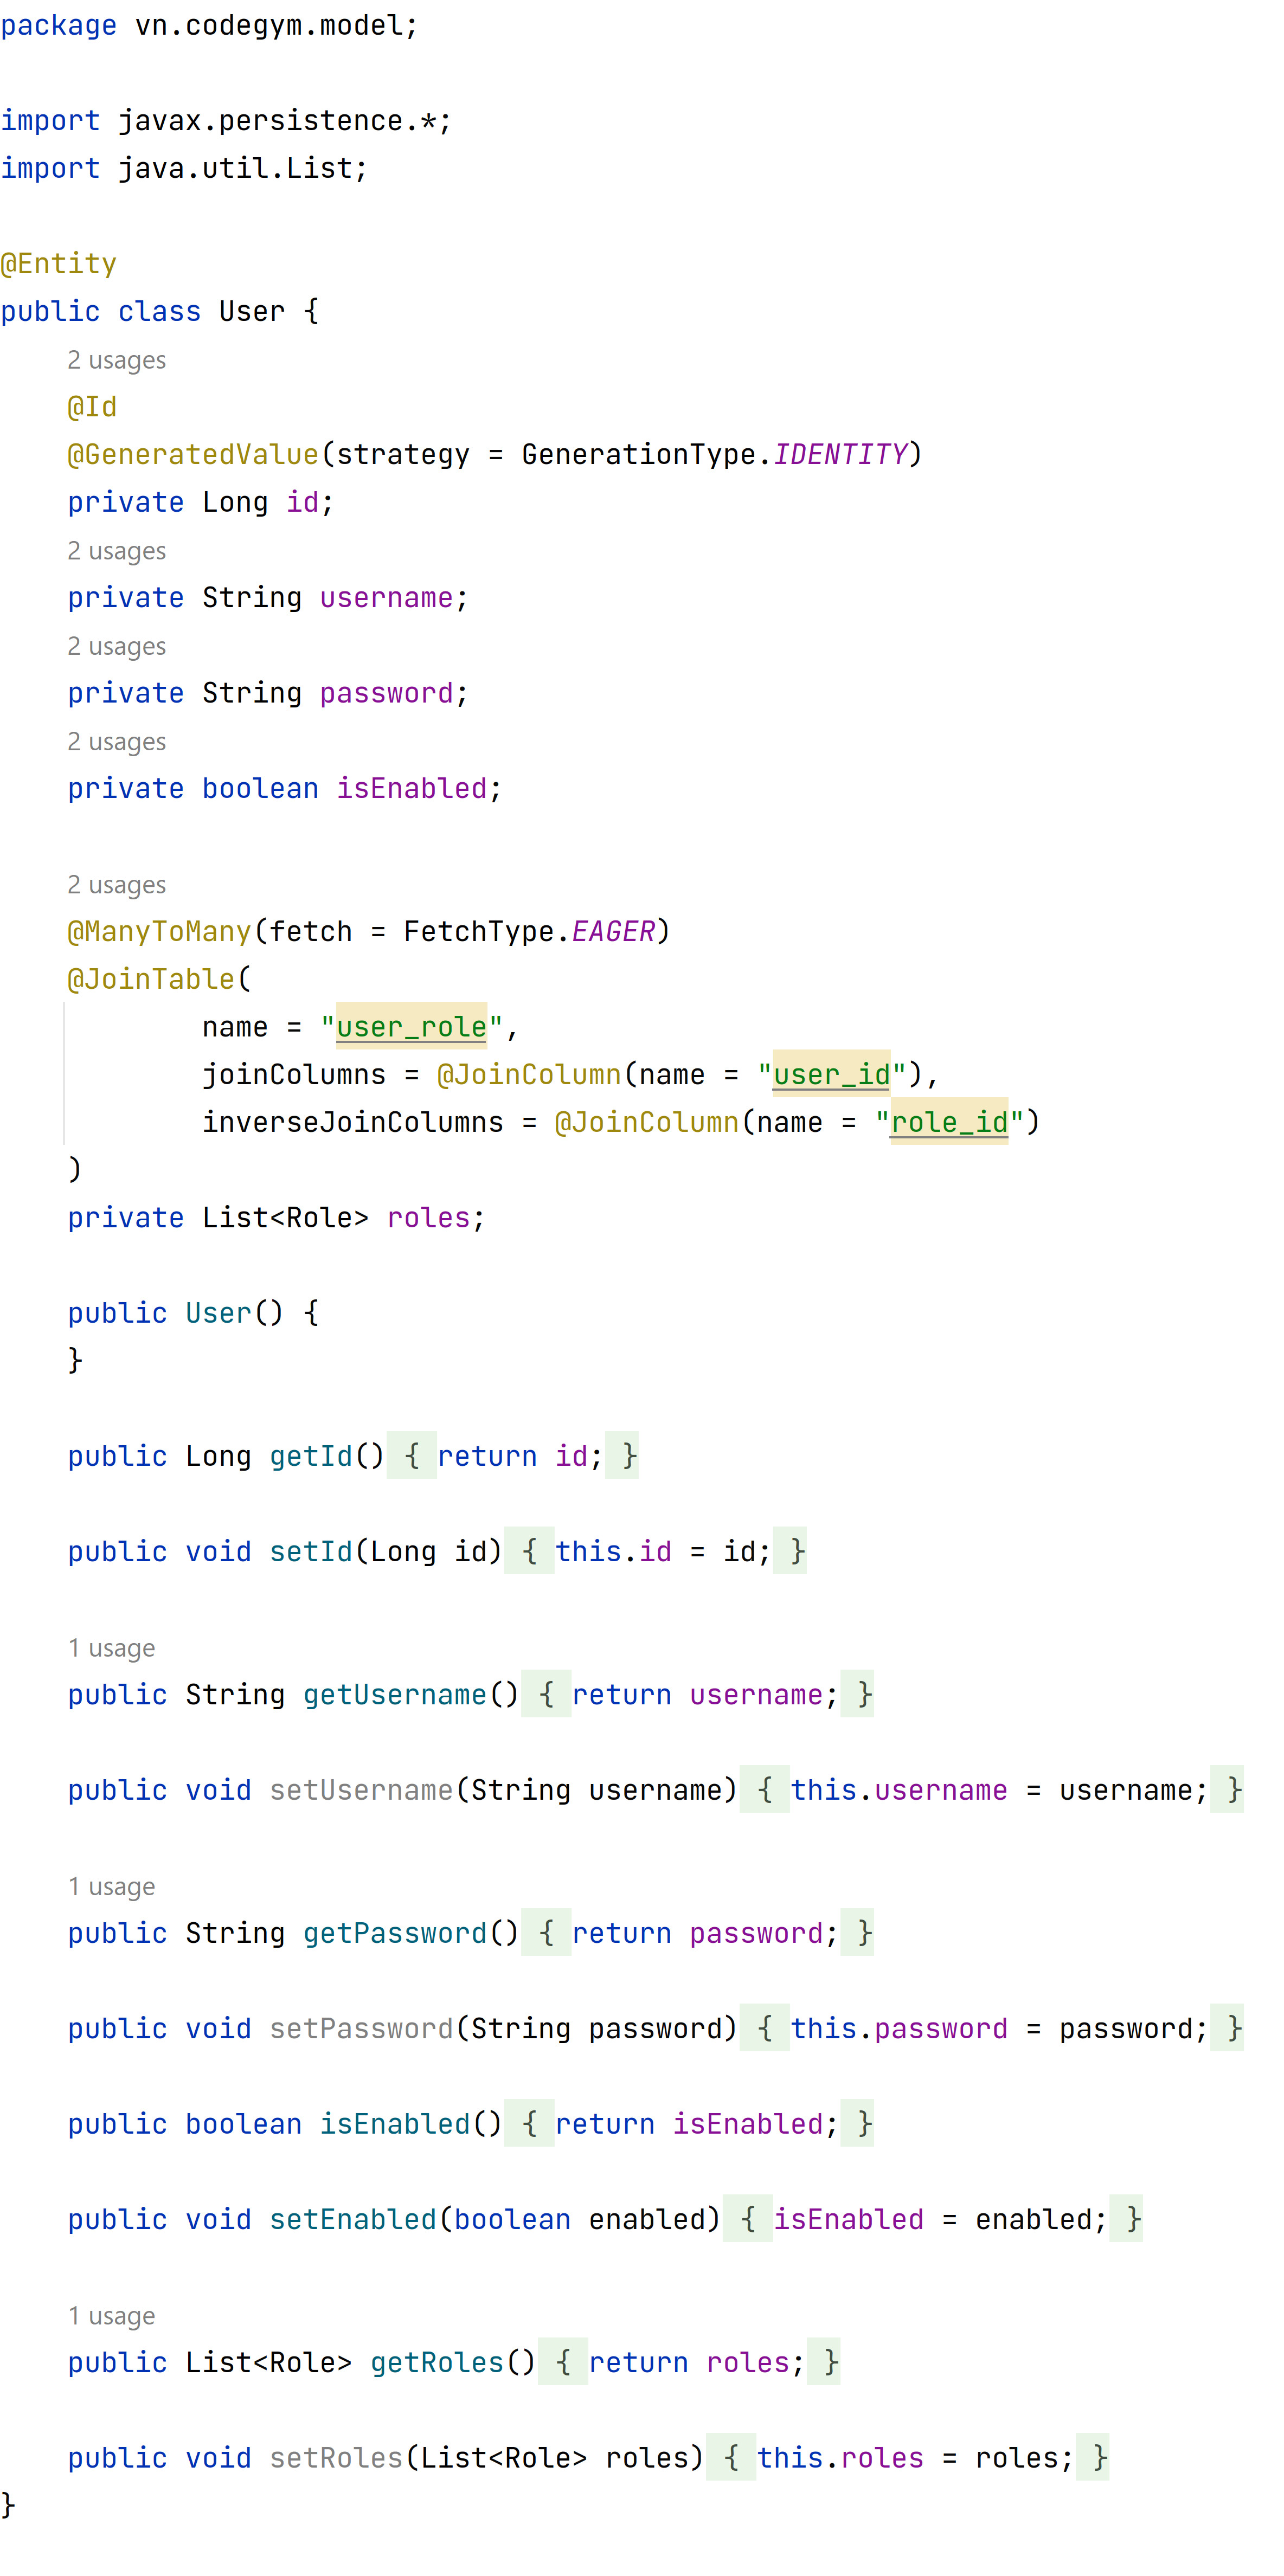 package vn.codegym.model;
import javax.persistence.*;
import java.util.List;
@Entity
public class User {
2 usages
@Id
@GeneratedValue(strategy = GenerationType.IDENTITY)
private Long id;
2 usages
private String username;
2 usages
private String password;
2 usages
private boolean isEnabled;
2 usages
@ManyToMany(fetch = FetchType.EAGER)
@JoinTable(
name = "user_role",
joinColumns = @JoinColumn(name = "user_id"),
inverseJoinColumns = @JoinColumn(name = "role_id")
)
private List<Role> roles;
public User() {
}
public Long getId() { return id; }
public void setId(Long id) { this.id = id; }
1 usage
public String getUsername() { return username; }
public void setUsername(String username) { this.username = username; }
1 usage
public String getPassword() { return password; }
public void setPassword(String password) { this.password = password; }
public boolean isEnabled() { return isEnabled; }
public void setEnabled(boolean enabled) { isEnabled = enabled; }
1 usage
public List<Role> getRoles() { return roles; }
public void setRoles(List<Role> roles) { this.roles = roles; }
}